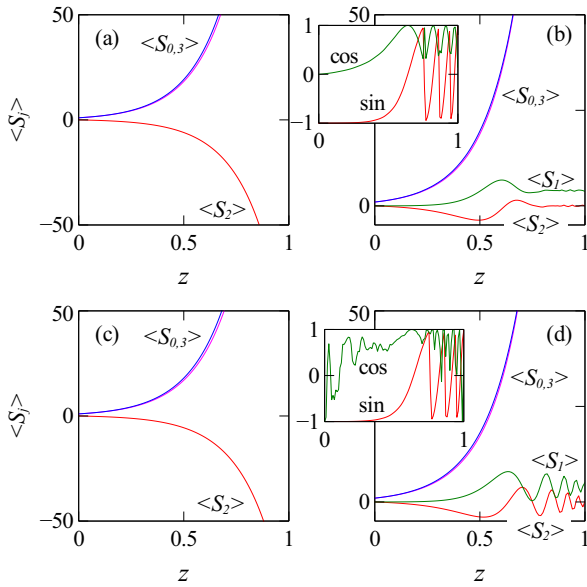 50
(a)
<S0,3>
<Sj>
0
<S2>
−50
0
0.5
1
z
(b)
50
1
cos
0
sin
−1
0
1
<S0,3>
<S1>
0
<S2>
0
0.5
1
z
50
(c)
<S0,3>
<Sj>
0
<S2>
−50
0
0.5
1
z
(d)
50
1
0
cos
sin
−1
0
1
<S0,3>
<S1>
0
<S2>
0
0.5
1
z